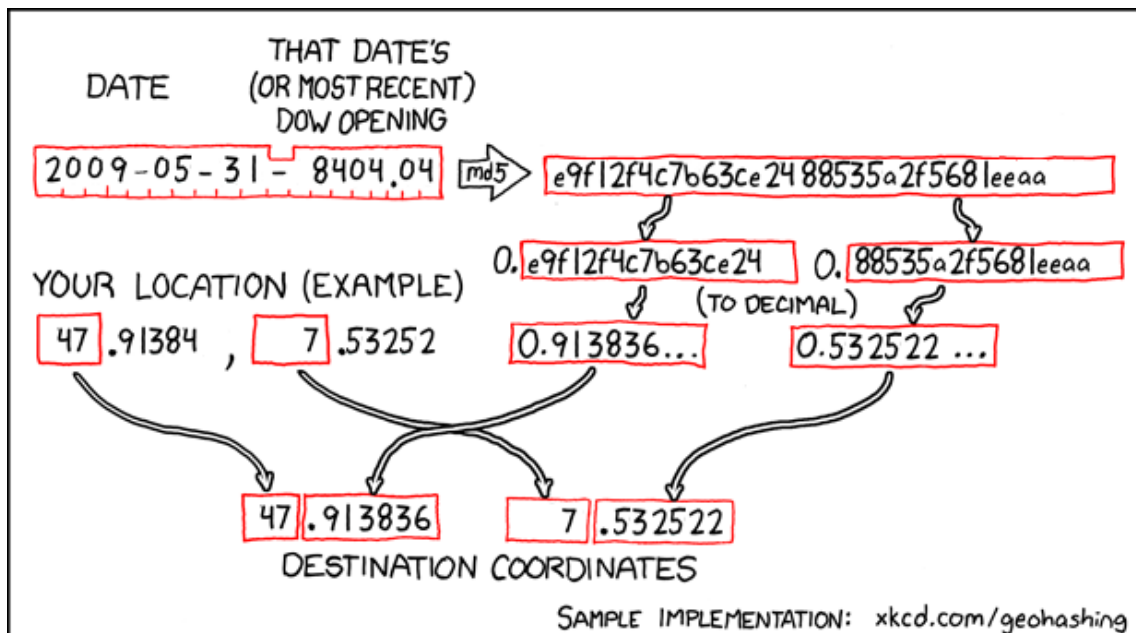 DATE
THAT DATE'S
(OR MOST RECENT)
DOW OPENING
2009-05-31-8404.04
md5
e9f12f4c7b63ce2488535a2f5681eeaa
0.e9f12f4c7b63ce24
0.88535a2f5681eeaa
YOUR LOCATION (EXAMPLE)
(TO DECIMAL)
47.91384, 7.53252
0.913836...
0.532522...
47.913836
7.532522
DESTINATION COORDINATES
SAMPLE IMPLEMENTATION: xkcd.com/geohashing